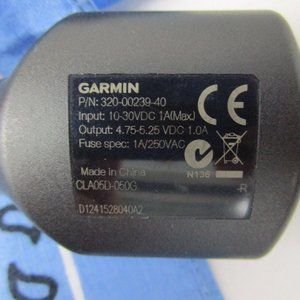 GARMIN
P/N: 320-00239-40
Input: 10-30VDC 1A(Max)
Output: 4.75-5.25 VDC 1.0A
Fuse spec: 1A/250VAC
Made in China
CLA05D-050G
D1241528040A2
CE
N136
-R